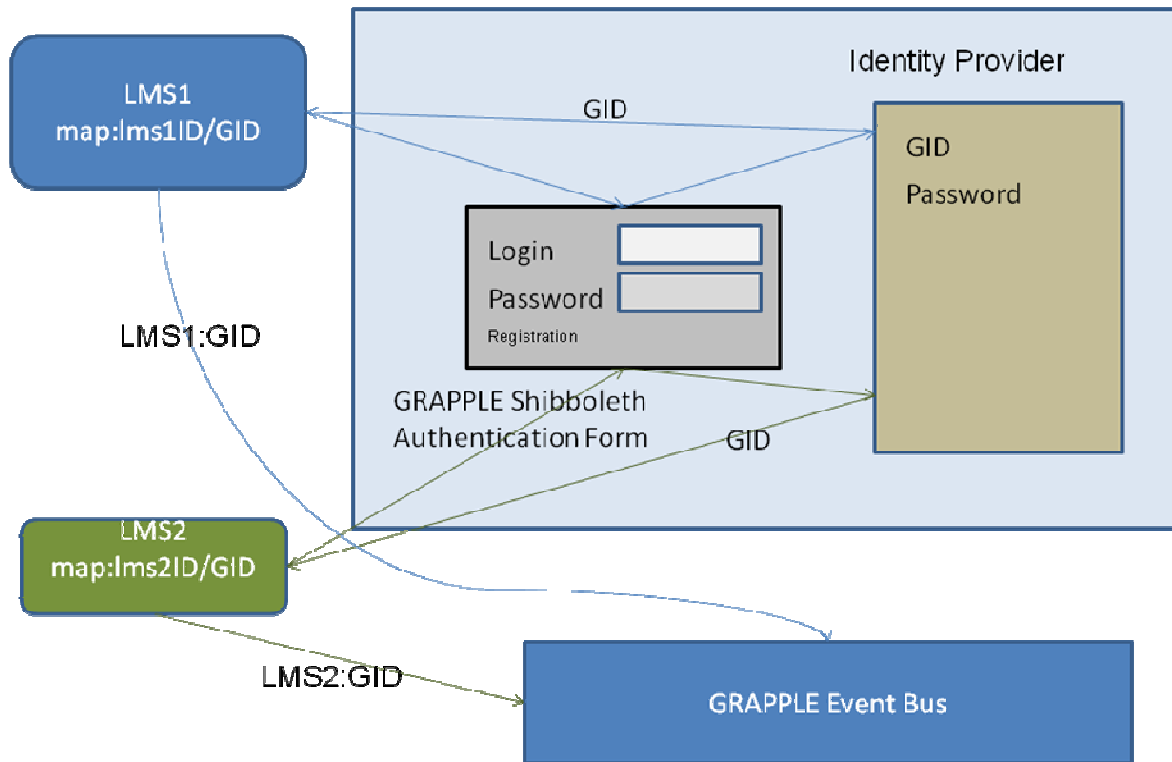 LMS1
map:lms1ID/GID
Identity Provider
GID
GID
Password
Login
Password
Registration
LMS1:GID
GRAPPLE Shibboleth
Authentication Form
GID
LMS2
map:lms2ID/GID
LMS2:GID
GRAPPLE Event Bus